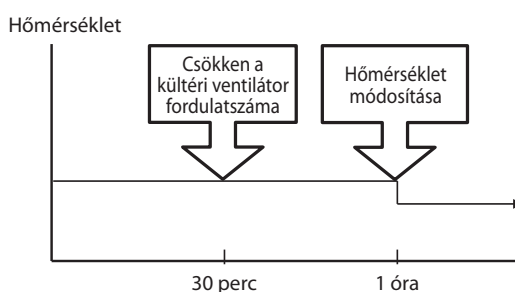 Hőmérséklet
Csökken a
kültéri ventilátor
fordulatszáma
Hőmérséklet
módosítása
30 perc
1 óra